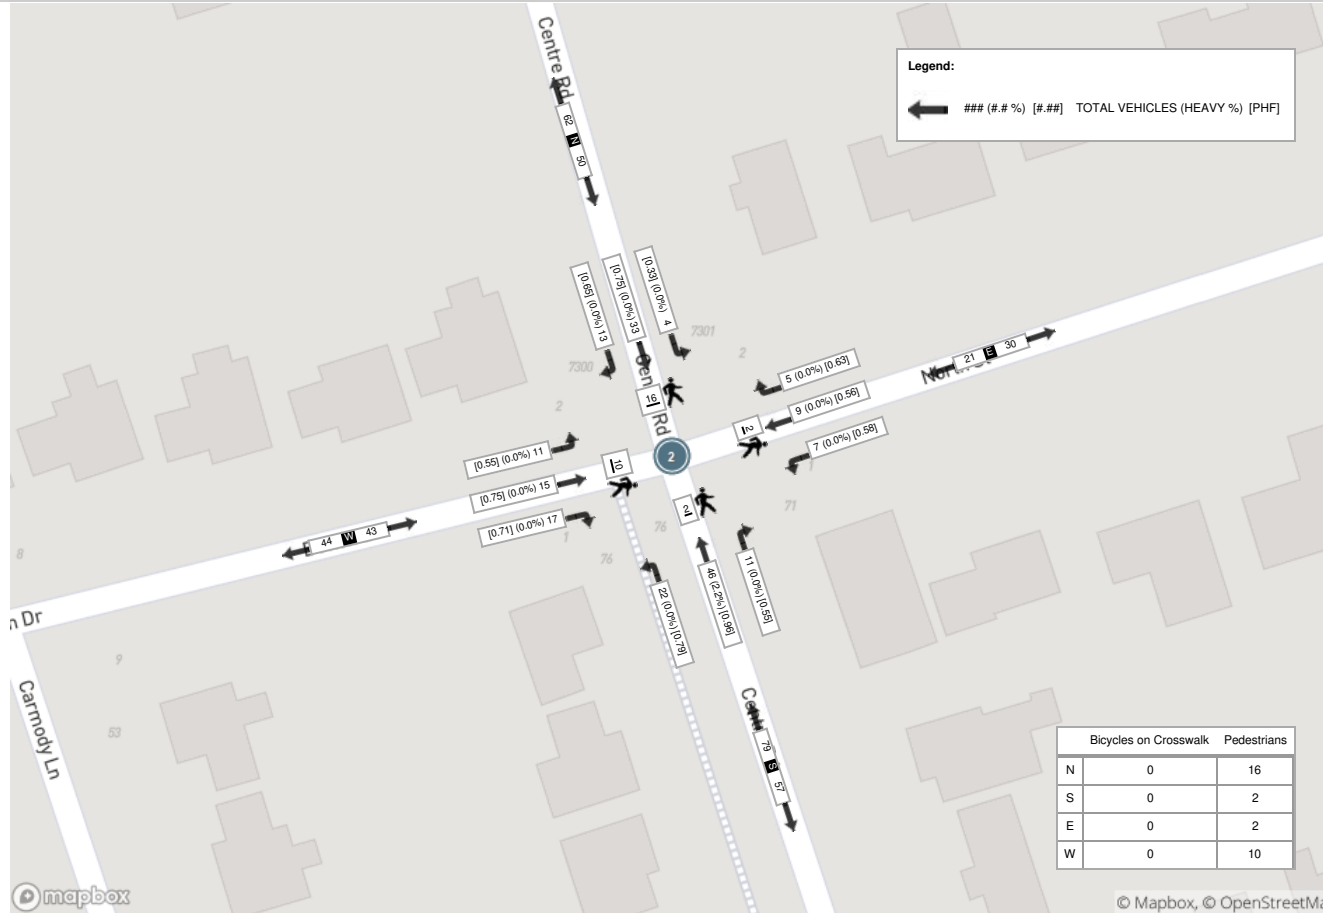 Centre Rd
Legend:
### (#.# %) [#.##] TOTAL VEHICLES (HEAVY %) [PHF]
62 N 50
[0.65] (0.0%) 13
[0.75] (0.0%) 33
[0.33] (0.0%) 4
7301
7300
2
2
5 (0.0%) [0.63]
21 E 30
9 (0.0%) [0.56]
7 (0.0%) [0.58]
16
Rd
2
10
2
[0.55] (0.0%) 11
[0.75] (0.0%) 15
[0.71] (0.0%) 17
1
71
76
76
2
44 W 43
8
22 (0.0%) [0.79]
46 (2.2%) [0.96]
11 (0.0%) [0.55]
n Dr
9
53
Carmody Ln
79 S 57
Bicycles on Crosswalk Pedestrians
N 0 16
S 0 2
E 0 2
W 0 10
mapbox
© Mapbox, © OpenStreetMa